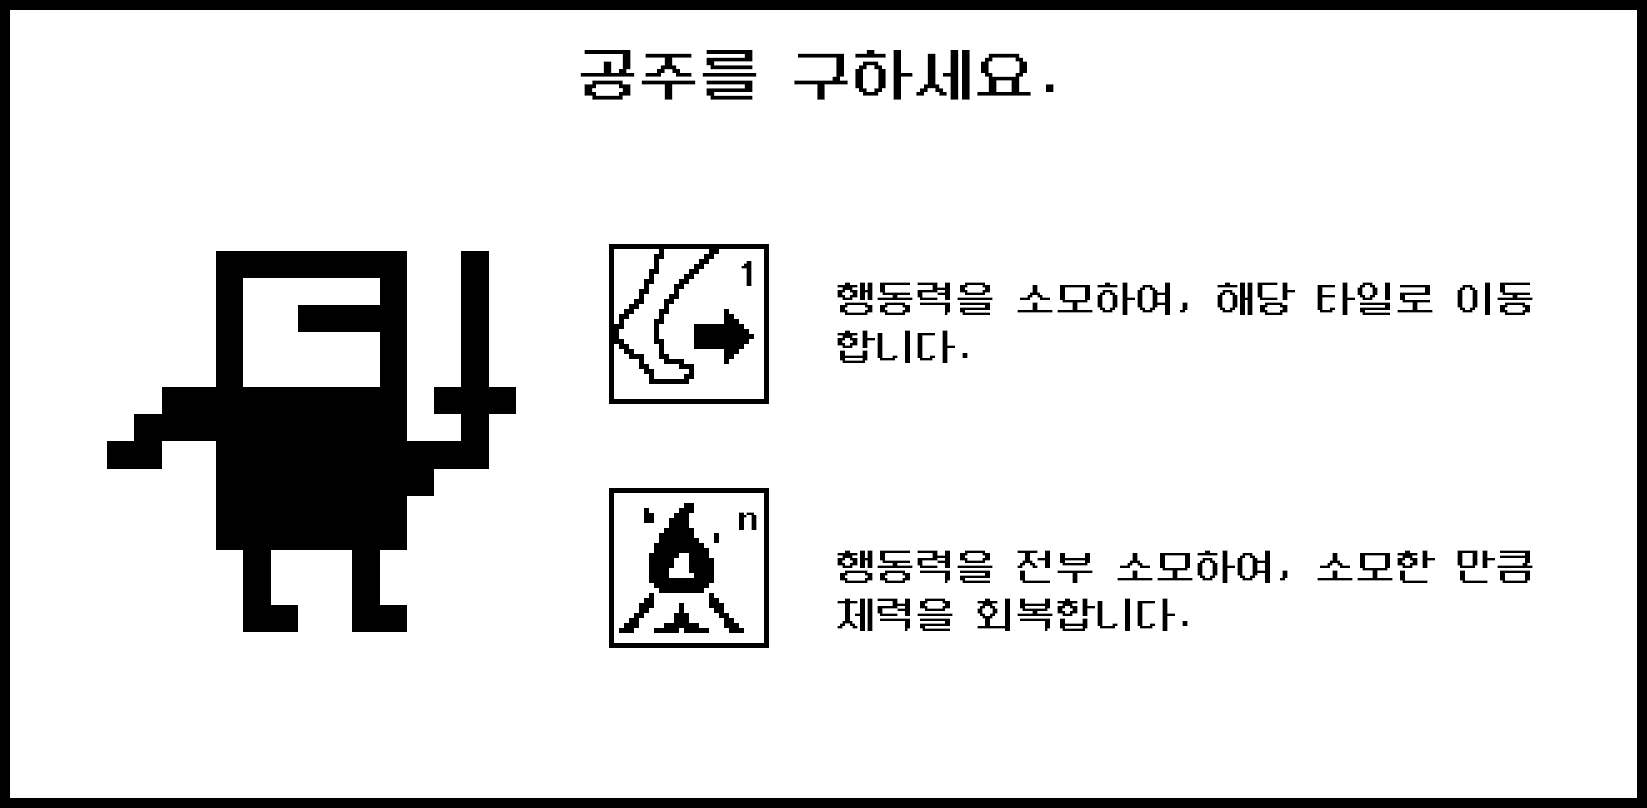 공주를 구하세요.
1
행동력을 소모하여, 해당 타일로 이동
합니다.
n
행동력을 전부 소모하여, 소모한 만큼
체력을 회복합니다.